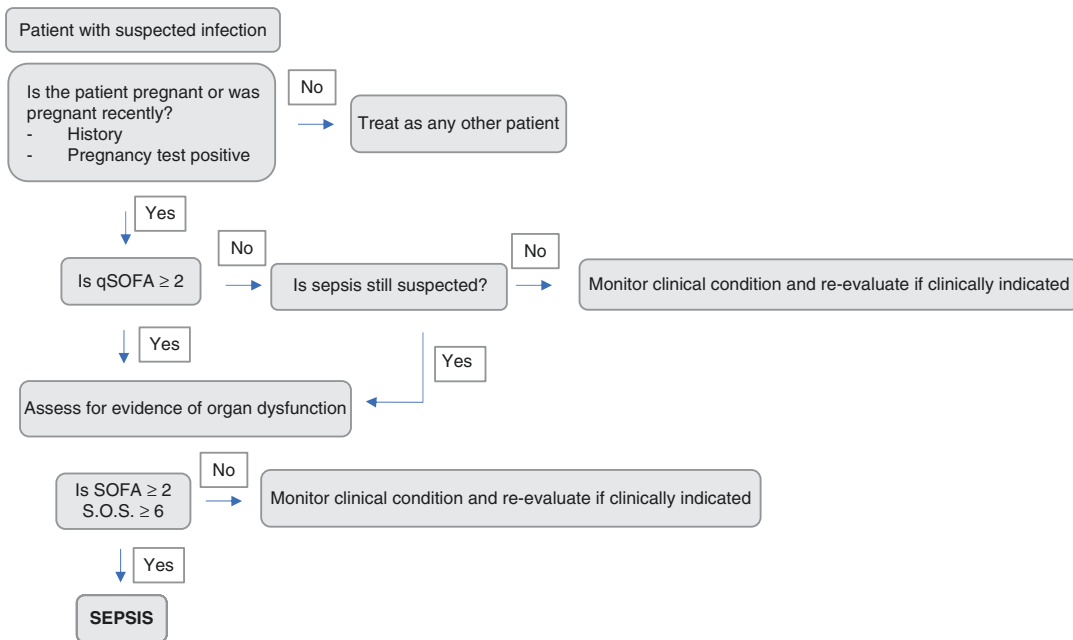 Patient with suspected infection
Is the patient pregnant or was
pregnant recently?
- History
- Pregnancy test positive
No
Treat as any other patient
Yes
Is qSOFA ≥ 2
No
Is sepsis still suspected?
No
Monitor clinical condition and re-evaluate if clinically indicated
Yes
Yes
Assess for evidence of organ dysfunction
Is SOFA ≥ 2
S.O.S. ≥ 6
No
Monitor clinical condition and re-evaluate if clinically indicated
Yes
SEPSIS